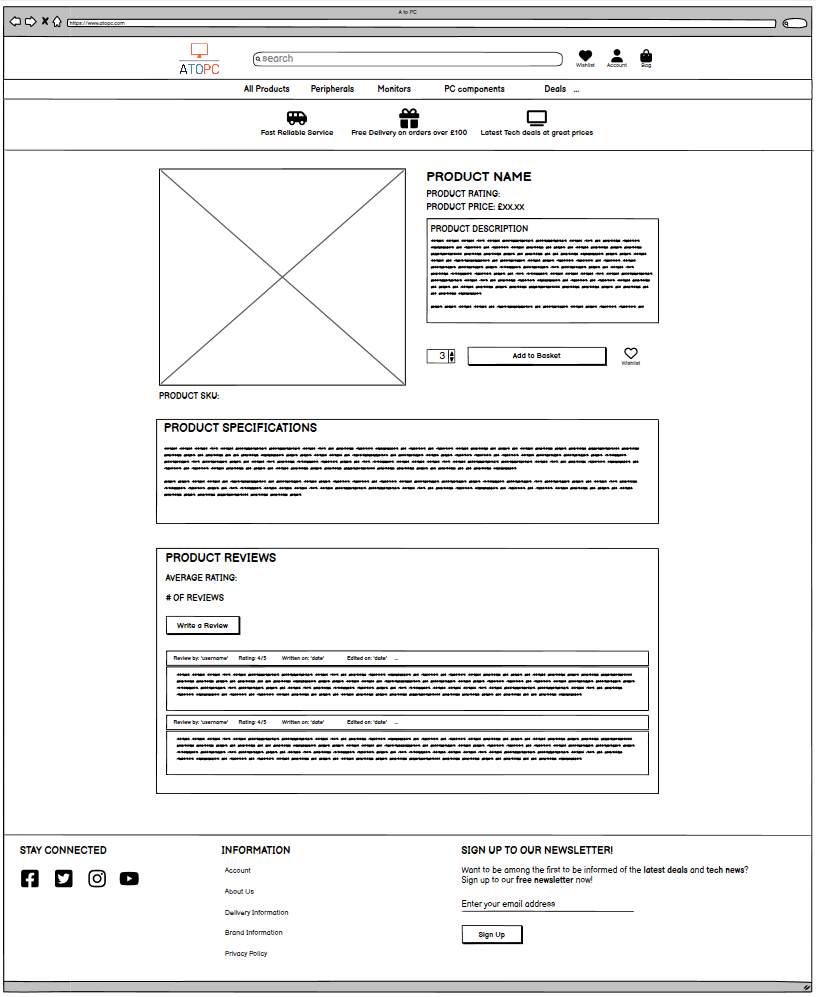 A to PC
https://www.atopc.com
ATOPC
search
Wishlist Account Bag
All Products Peripherals Monitors PC components Deals ...
Fast Reliable Service Free Delivery on orders over £100 Latest Tech deals at great prices
PRODUCT NAME
PRODUCT RATING:
PRODUCT PRICE: £XX.XX
PRODUCT DESCRIPTION
3 Add to Basket
Wishlist
PRODUCT SKU:
PRODUCT SPECIFICATIONS
PRODUCT REVIEWS
AVERAGE RATING:
# OF REVIEWS
Write a Review
Review by: 'username' Rating: 4/5 Written on: 'date' Edited on: 'date' ...
Review by: 'username' Rating: 4/5 Written on: 'date' Edited on: 'date' ...
STAY CONNECTED
INFORMATION
Account
About Us
Delivery Information
Brand Information
Privacy Policy
SIGN UP TO OUR NEWSLETTER!
Want to be among the first to be informed of the latest deals and tech news?
Sign up to our free newsletter now!
Enter your email address
Sign Up